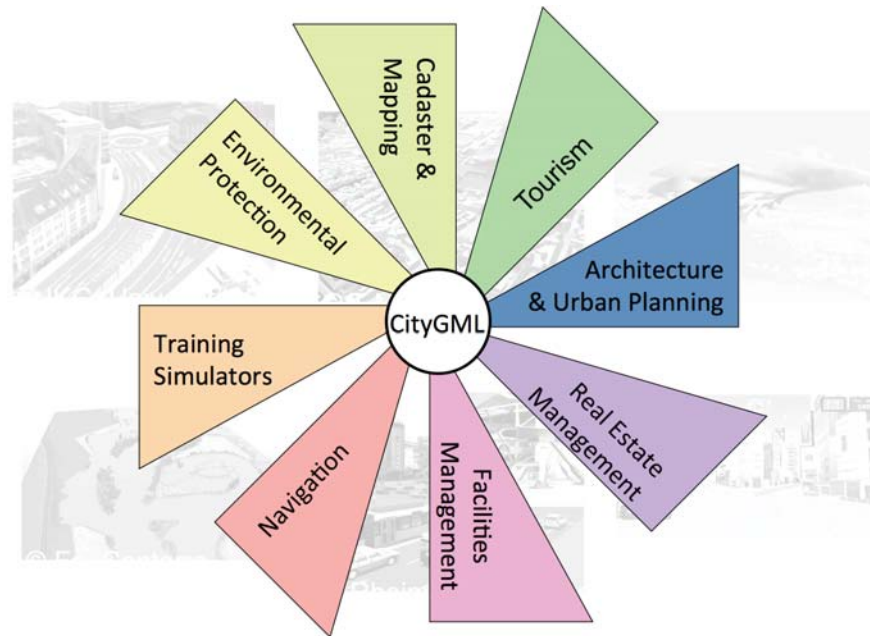 Cadaster &
Mapping
Tourism
Architecture
& Urban Planning
Real Estate
Management
Facilities
Management
Navigation
Training
Simulators
Environmental
Protection
CityGML